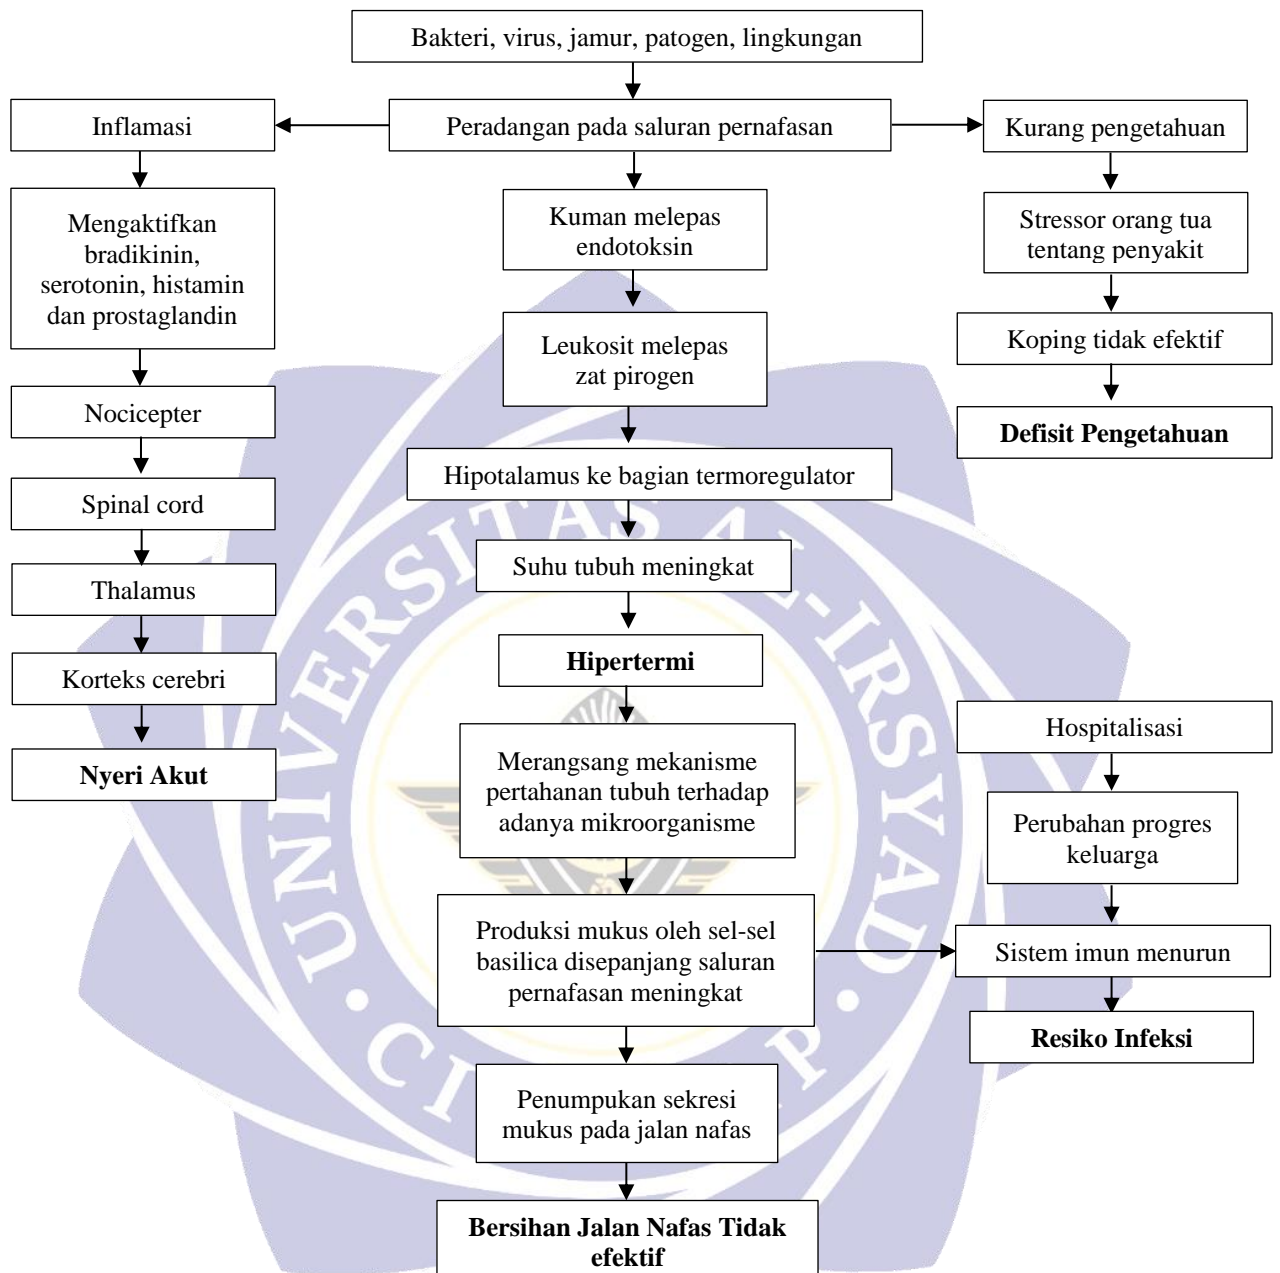 Bakteri, virus, jamur, patogen, lingkungan
Inflamasi
Peradangan pada saluran pernafasan
Kurang pengetahuan
Mengaktifkan
bradikinin,
serotonin, histamin
dan prostaglandin
Kuman melepas
endotoksin
Stressor orang tua
tentang penyakit
Leukosit melepas
zat pirogen
Koping tidak efektif
Nocicepter
Defisit Pengetahuan
Hipotalamus ke bagian termoregulator
Spinal cord
Suhu tubuh meningkat
Thalamus
Hipertermi
Korteks cerebri
Nyeri Akut
Merangsang mekanisme
pertahanan tubuh terhadap
adanya mikroorganisme
Hospitalisasi
Perubahan progres
keluarga
Produksi mukus oleh sel-sel
basilica disepanjang saluran
pernafasan meningkat
Sistem imun menurun
Resiko Infeksi
Penumpukan sekresi
mukus pada jalan nafas
Bersihan Jalan Nafas Tidak
efektif
UNIVERSITAS AL-IRSYAD